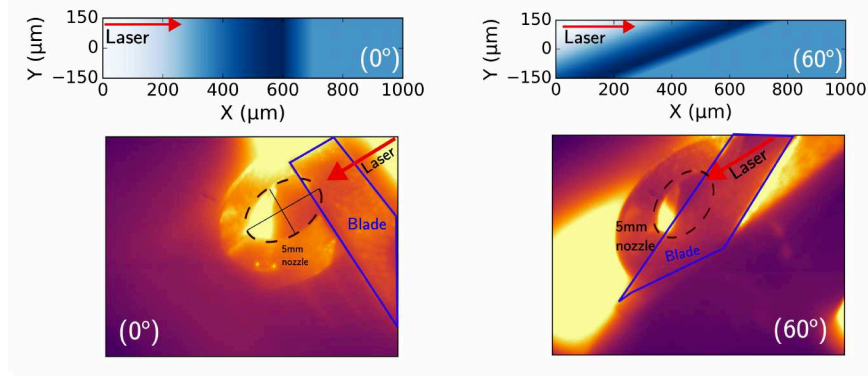 150
0
−150
Y (μm)
Laser
(0°)
0 200 400 600 800 1000
X (μm)
150
0
−150
Y (μm)
Laser
(60°)
0 200 400 600 800 1000
X (μm)
Laser
Blade
5mm
nozzle
(0°)
Laser
5mm
nozzle
Blade
(60°)